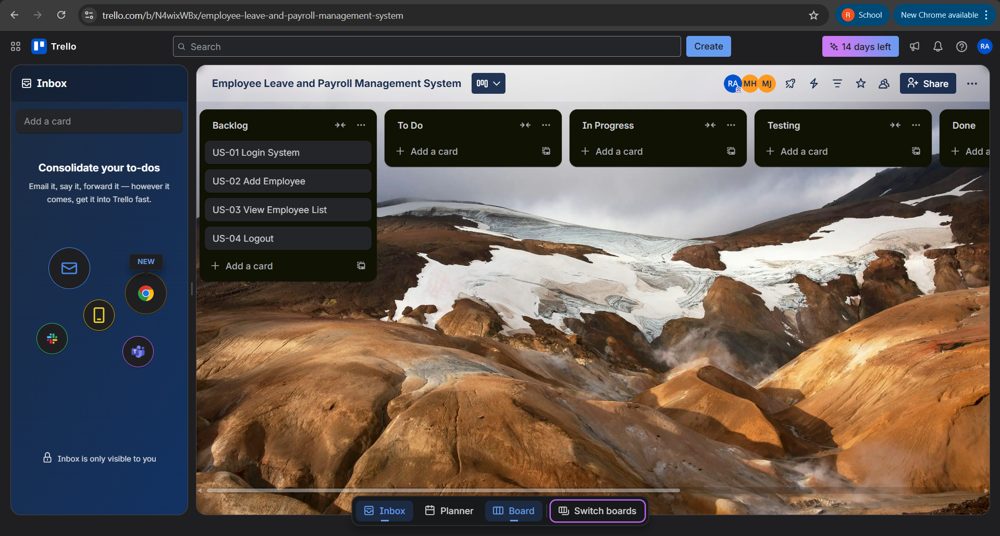 trello.com/b/N4wixWBx/employee-leave-and-payroll-management-system
R School
New Chrome available
Trello
Search
Create
14 days left
RA
Inbox
Add a card
Consolidate your to-dos
Email it, say it, forward it — however it
comes, get it into Trello fast.
NEW
Inbox is only visible to you
Employee Leave and Payroll Management System
RA MH MJ
Share
Backlog
US-01 Login System
US-02 Add Employee
US-03 View Employee List
US-04 Logout
Add a card
To Do
Add a card
In Progress
Add a card
Testing
Add a card
Done
Add a
Inbox
Planner
Board
Switch boards